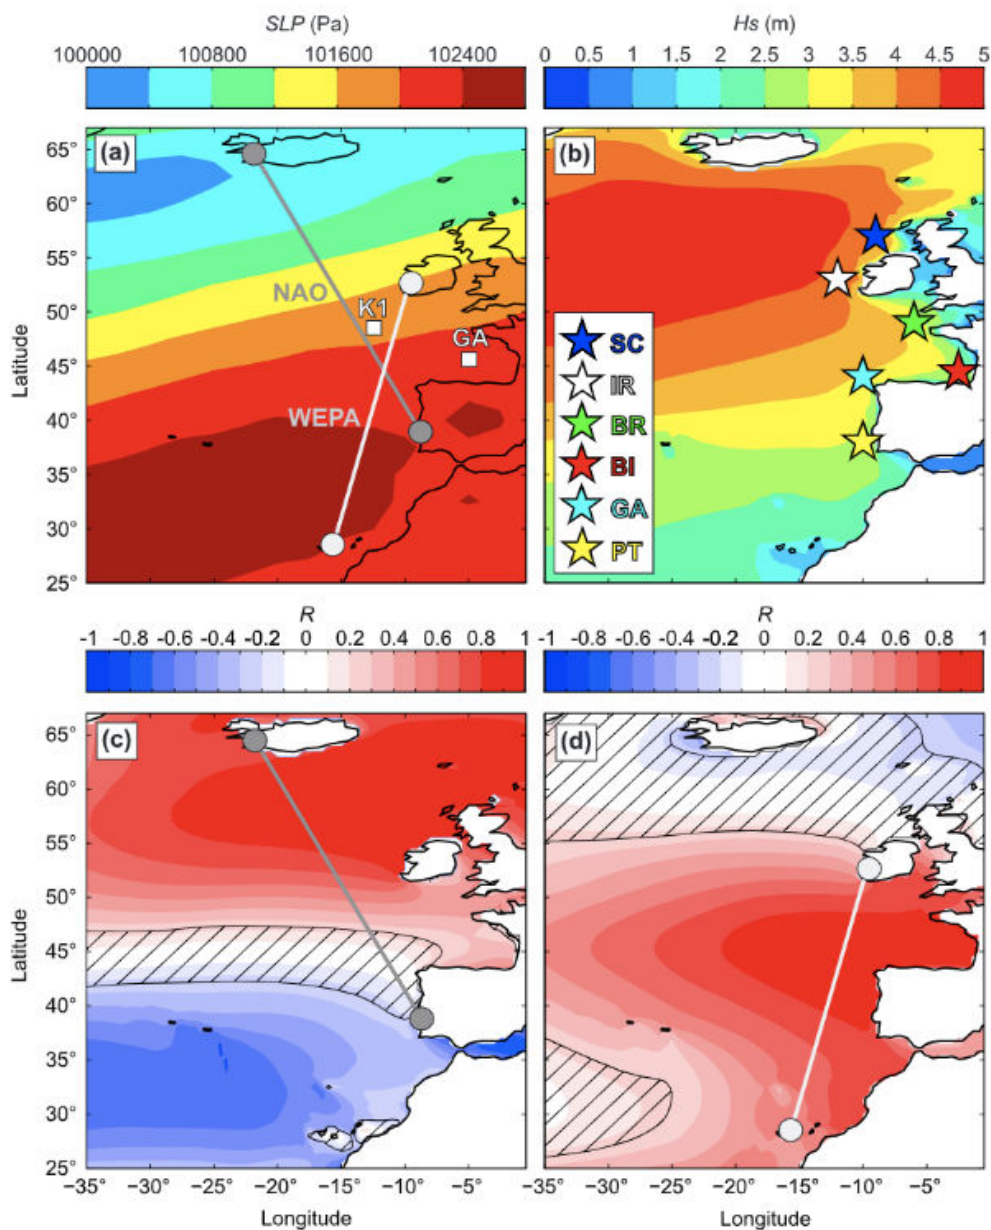 SLP (Pa)
100000 100800 101600 102400
Hs (m)
0 0.5 1 1.5 2 2.5 3 3.5 4 4.5 5
(a)
65°
60°
55°
50°
45°
40°
35°
30°
25°
Latitude
NAO
K1
GA
WEPA
(b)
SC
IR
BR
BI
GA
PT
R
-1 -0.8 -0.6 -0.4 -0.2 0 0.2 0.4 0.6 0.8 1
R
-1 -0.8 -0.6 -0.4 -0.2 0 0.2 0.4 0.6 0.8 1
(c)
65°
60°
55°
50°
45°
40°
35°
30°
25°
Latitude
(d)
−35° −30° −25° −20° −15° −10° −5°
Longitude
−35° −30° −25° −20° −15° −10° −5°
Longitude